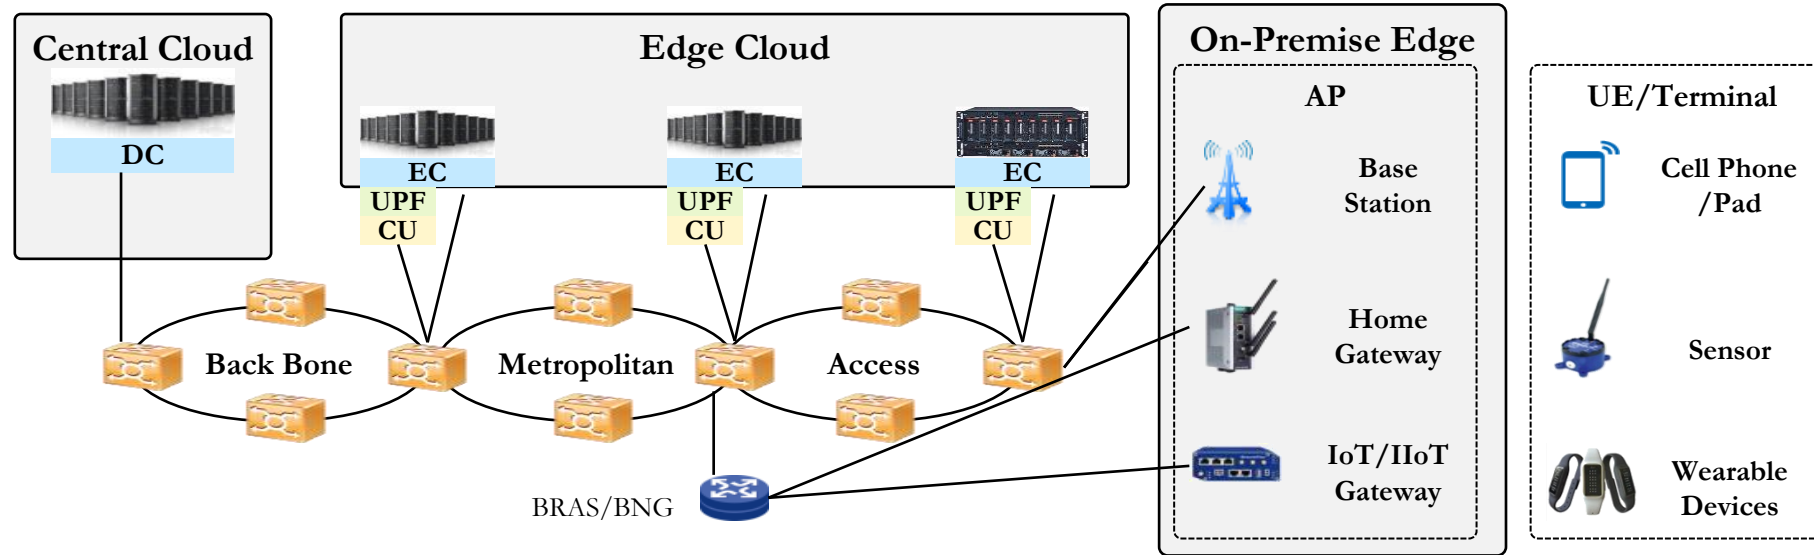 Central Cloud
DC
Edge Cloud
EC
UPF
CU
EC
UPF
CU
EC
UPF
CU
Back Bone
Metropolitan
Access
BRAS/BNG
On-Premise Edge
AP
Base
Station
Home
Gateway
IoT/IIoT
Gateway
UE/Terminal
Cell Phone
/Pad
Sensor
Wearable
Devices